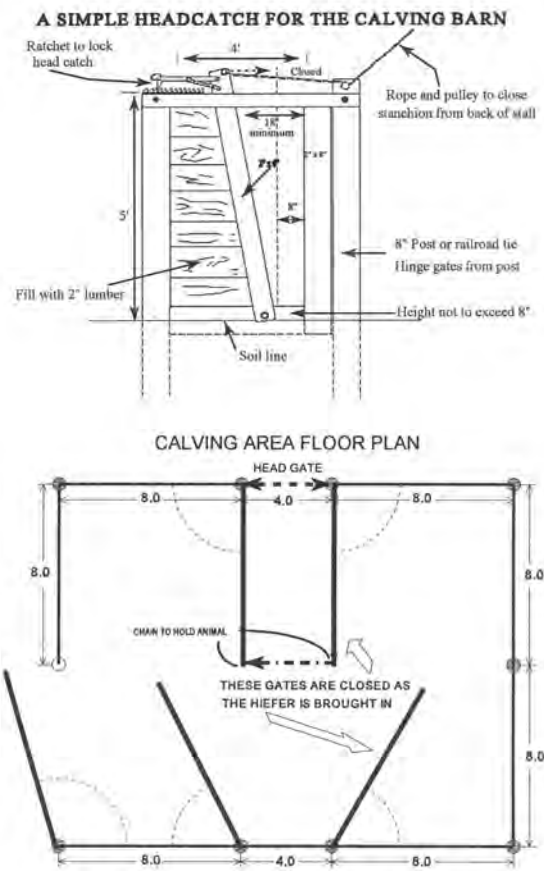 A SIMPLE HEADCATCH FOR THE CALVING BARN
4'
Ratchet to lock
head catch
Closed
Rope and pulley to close
stanchion from back of stall
18"
minimum
2" x 8"
5'
8"
8" Post or railroad tie
Hinge gates from post
Fill with 2" lumber
Height not to exceed 8"
Soil line
CALVING AREA FLOOR PLAN
HEAD GATE
8.0
4.0
8.0
8.0
8.0
CHAIN TO HOLD ANIMAL
THESE GATES ARE CLOSED AS
THE HIEFER IS BROUGHT IN
8.0
8.0
4.0
8.0